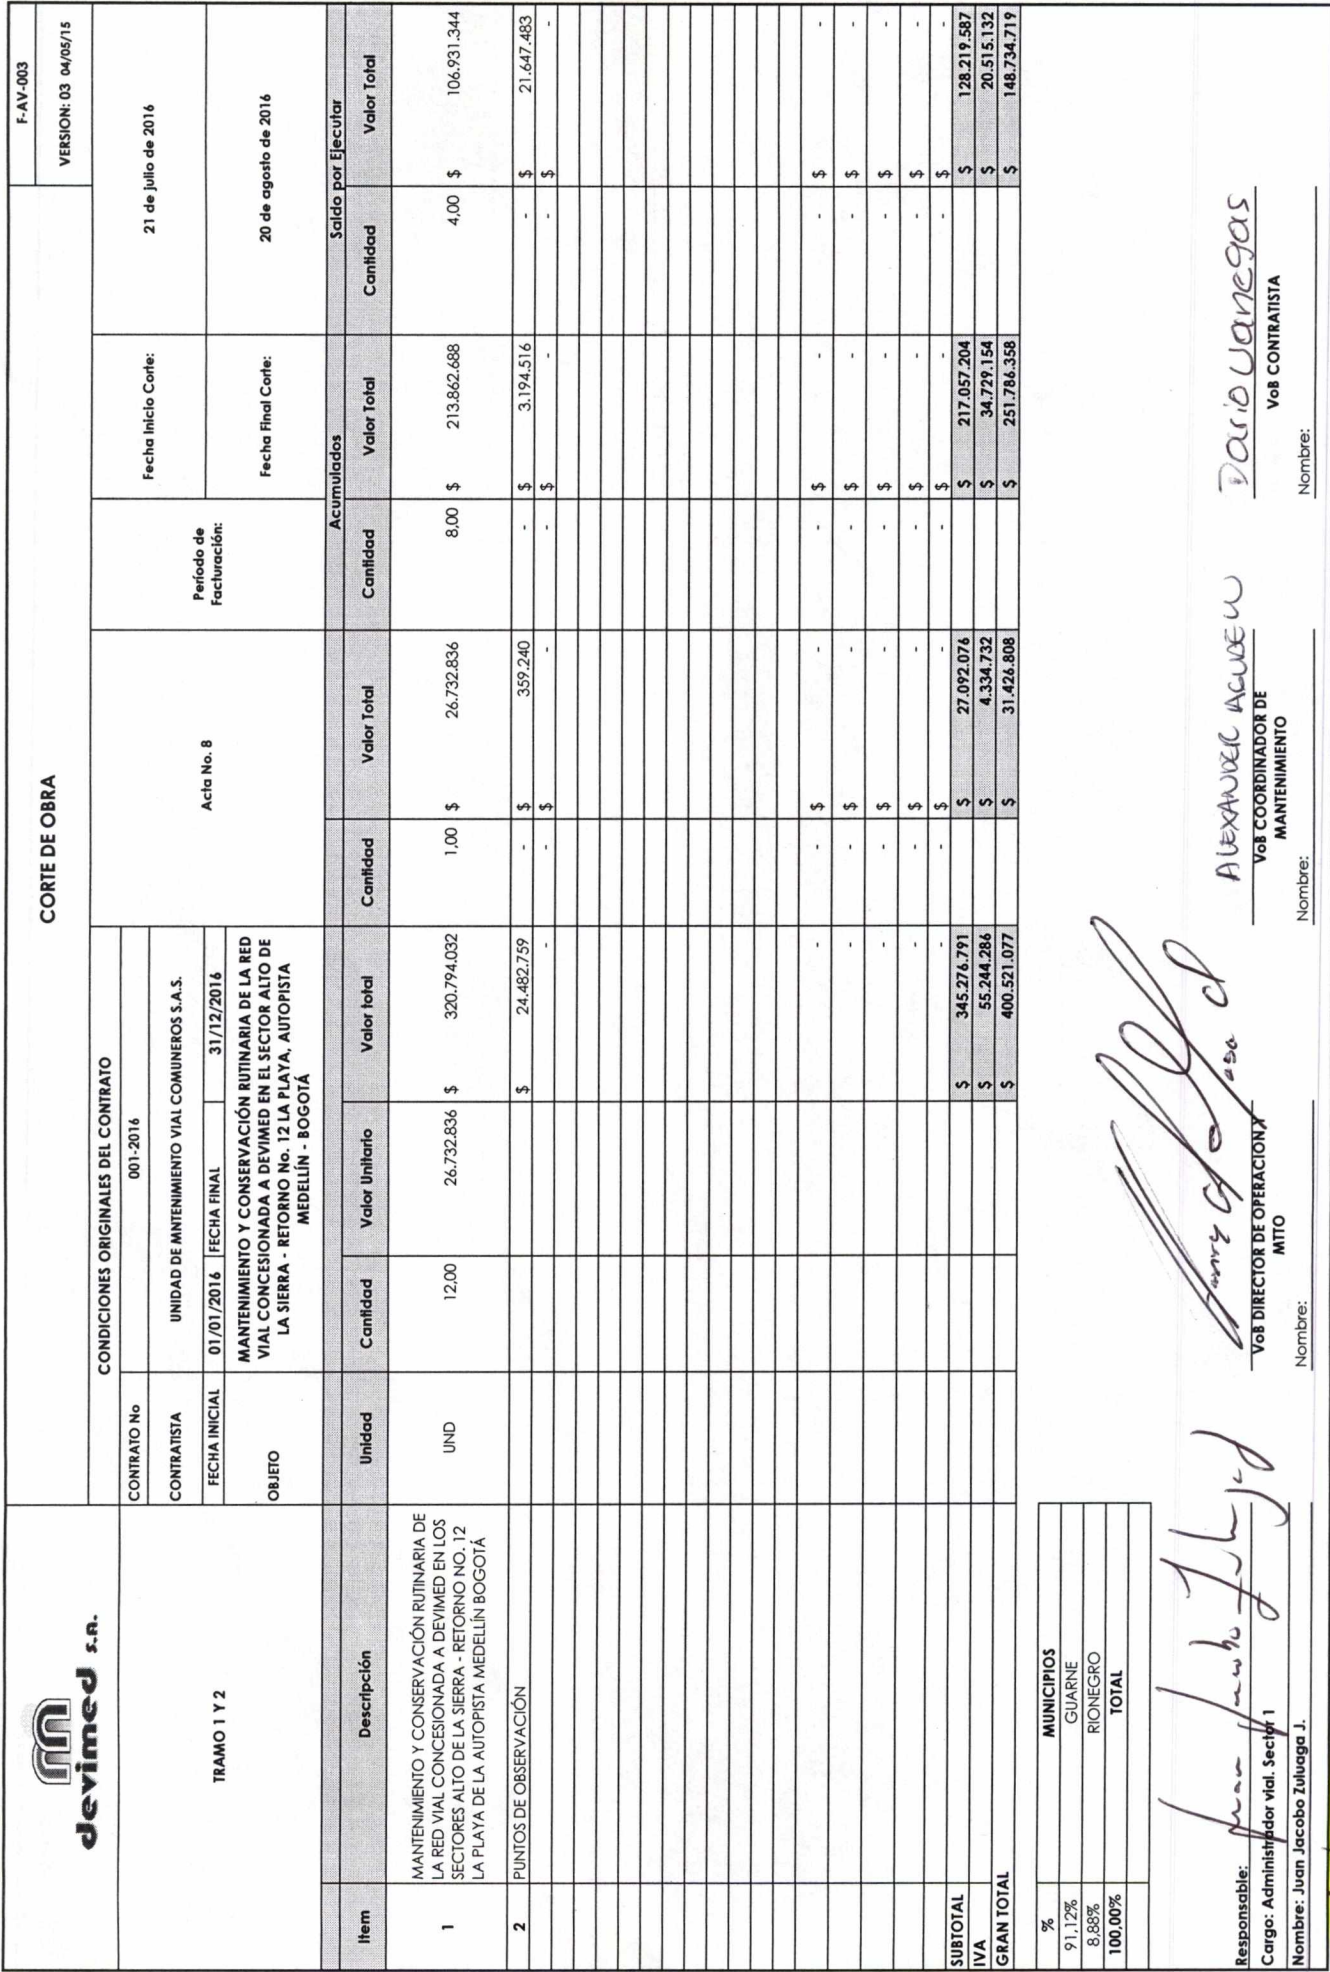 devimed s.a.
CORTE DE OBRA
F-AV-003
VERSION: 03 04/05/15
TRAMO 1 Y 2
CONDICIONES ORIGINALES DEL CONTRATO
CONTRATO No 001-2016
CONTRATISTA UNIDAD DE MNTENIMIENTO VIAL COMUNEROS S.A.S.
FECHA INICIAL 01/01/2016 FECHA FINAL 31/12/2016
OBJETO
MANTENIMIENTO Y CONSERVACIÓN RUTINARIA DE LA RED
VIAL CONCESIONADA A DEVIMED EN EL SECTOR ALTO DE
LA SIERRA - RETORNO No. 12 LA PLAYA, AUTOPISTA
MEDELLÍN - BOGOTÁ
Acta No. 8
Período de
Facturación:
Fecha Inicio Corte: 21 de julio de 2016
Fecha Final Corte: 20 de agosto de 2016
Acumulados Saldo por Ejecutar
Item Descripción Unidad Cantidad Valor Unitario Valor total Cantidad Valor Total Cantidad Valor Total Cantidad Valor Total
MANTENIMIENTO Y CONSERVACIÓN RUTINARIA DE
LA RED VIAL CONCESIONADA A DEVIMED EN LOS
SECTORES ALTO DE LA SIERRA - RETORNO NO. 12
LA PLAYA DE LA AUTOPISTA MEDELLÍN BOGOTÁ
1 UND 12,00 26.732.836 $ 320.794.032 1,00 $ 26.732.836 8,00 $ 213.862.688 4,00 $ 106.931.344
2 PUNTOS DE OBSERVACIÓN $ 24.482.759 - $ 359.240 - $ 3.194.516 - $ 21.647.483
- - $ - - $ - - $ -
- - $ - - $ - - $ -
- - $ - - $ - - $ -
- - $ - - $ - - $ -
- - $ - - $ - - $ -
- - $ - - $ - - $ -
SUBTOTAL $ 345.276.791 $ 27.092.076 $ 217.057.204 $ 128.219.587
IVA $ 55.244.286 $ 4.334.732 $ 34.729.154 $ 20.515.132
GRAN TOTAL $ 400.521.077 $ 31.426.808 $ 251.786.358 $ 148.734.719
% MUNICIPIOS
91,12% GUARNE
8,88% RIONEGRO
100,00% TOTAL
Responsable:
Cargo: Administrador vial. Sector 1
Nombre: Juan Jacobo Zuluaga J.
VoB DIRECTOR DE OPERACION Y
MTTO
Nombre:
ALEXANDER
VoB COORDINADOR DE
MANTENIMIENTO
Nombre:
Dario Vanegas
VoB CONTRATISTA
Nombre: